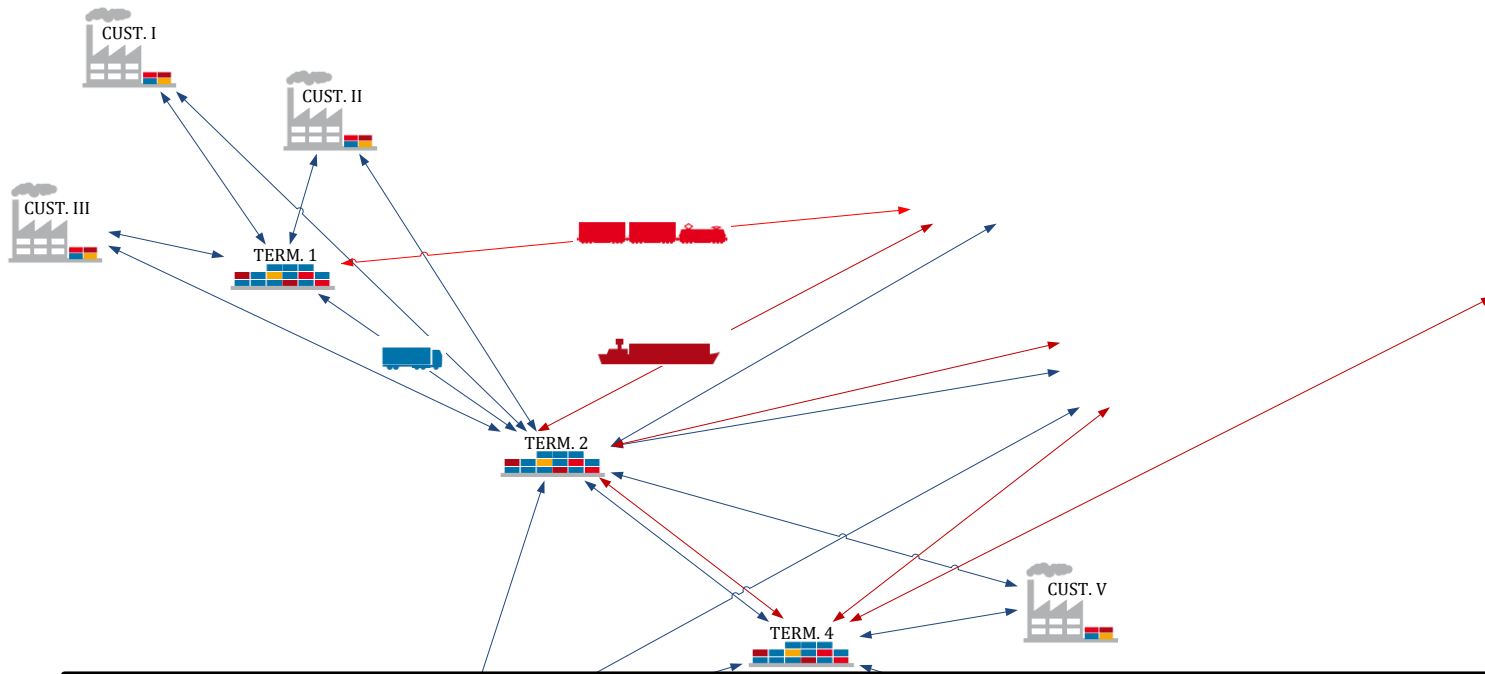 CUST. I
CUST. II
CUST. III
TERM. 1
TERM. 2
CUST. V
TERM. 4